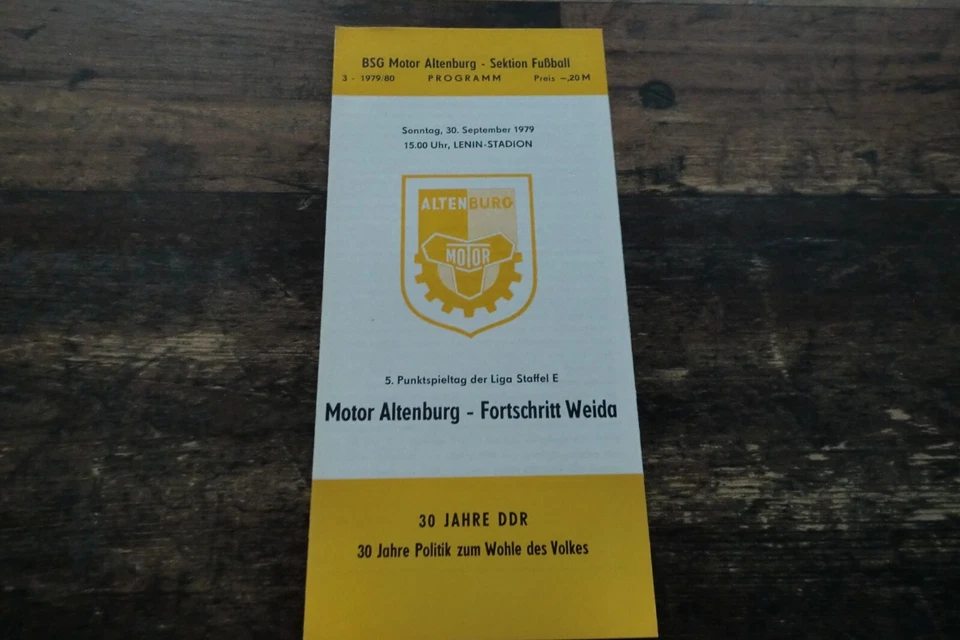 BSG Motor Altenburg - Sektion Fußball
3 - 1979/80 PROGRAMM Preis -,20 M
Sonntag, 30. September 1979
15.00 Uhr, LENIN-STADION
ALTENBURG
MOTOR
5. Punktspieltag der Liga Staffel E
Motor Altenburg - Fortschritt Weida
30 JAHRE DDR
30 Jahre Politik zum Wohle des Volkes